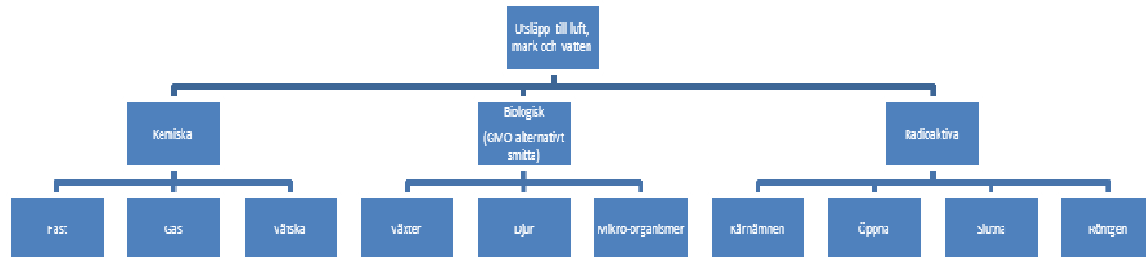 Utsläpp till luft,
mark och vatten
Kemiska
Biologisk
(GMO alternativt
smitta)
Radioaktiva
Fast
Gas
Vätska
Växter
Djur
Mikro-organismer
Kärnämnen
Öppna
Slutna
Röntgen